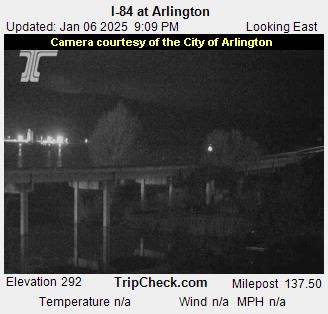 I-84 at Arlington
Updated: Jan 06 2025 9:09 PM Looking East
Camera courtesy of the City of Arlington
Elevation 292 TripCheck.com Milepost 137.50
Temperature n/a Wind n/a MPH n/a